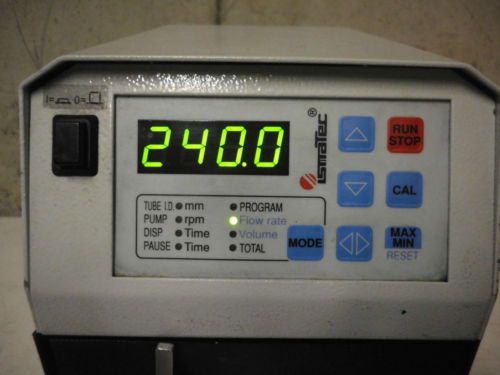 I= 0=
240.0
ISMATEC ®
RUN STOP
CAL
MAX MIN
RESET
MODE
TUBE I.D. mm
PUMP rpm
DISP Time
PAUSE Time
PROGRAM
Flow rate
Volume
TOTAL